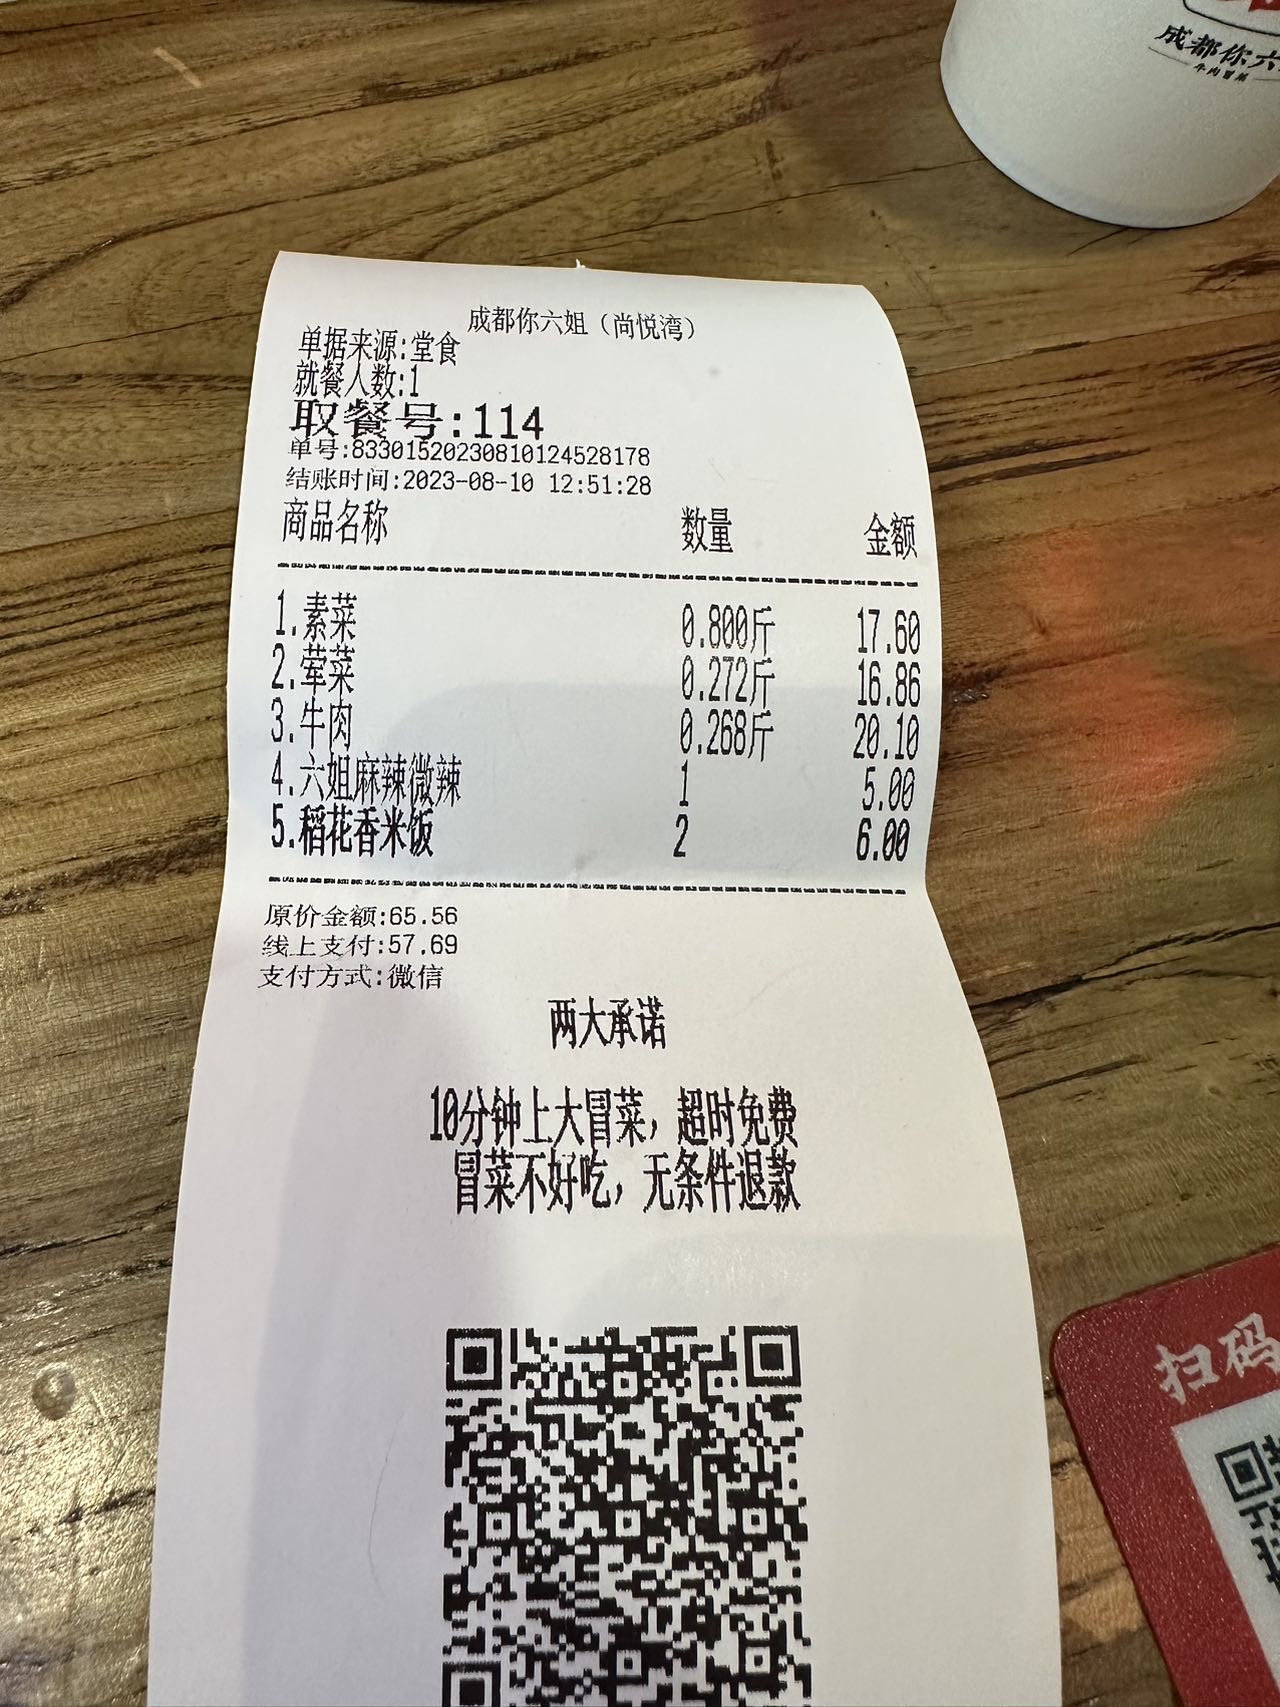 成都你六
牛肉冒菜
成都你六姐（尚悦湾）
单据来源:堂食
就餐人数:1
取餐号:114
单号:83301520230810124528178
结账时间:2023-08-10 12:51:28
商品名称 数量 金额
1.素菜 0.800斤 17.60
2.荤菜 0.272斤 16.86
3.牛肉 0.268斤 20.10
4.六姐麻辣微辣 1 5.00
5.稻花香米饭 2 6.00
原价金额:65.56
线上支付:57.69
支付方式:微信
两大承诺
10分钟上大冒菜，超时免费
冒菜不好吃，无条件退款
扫码